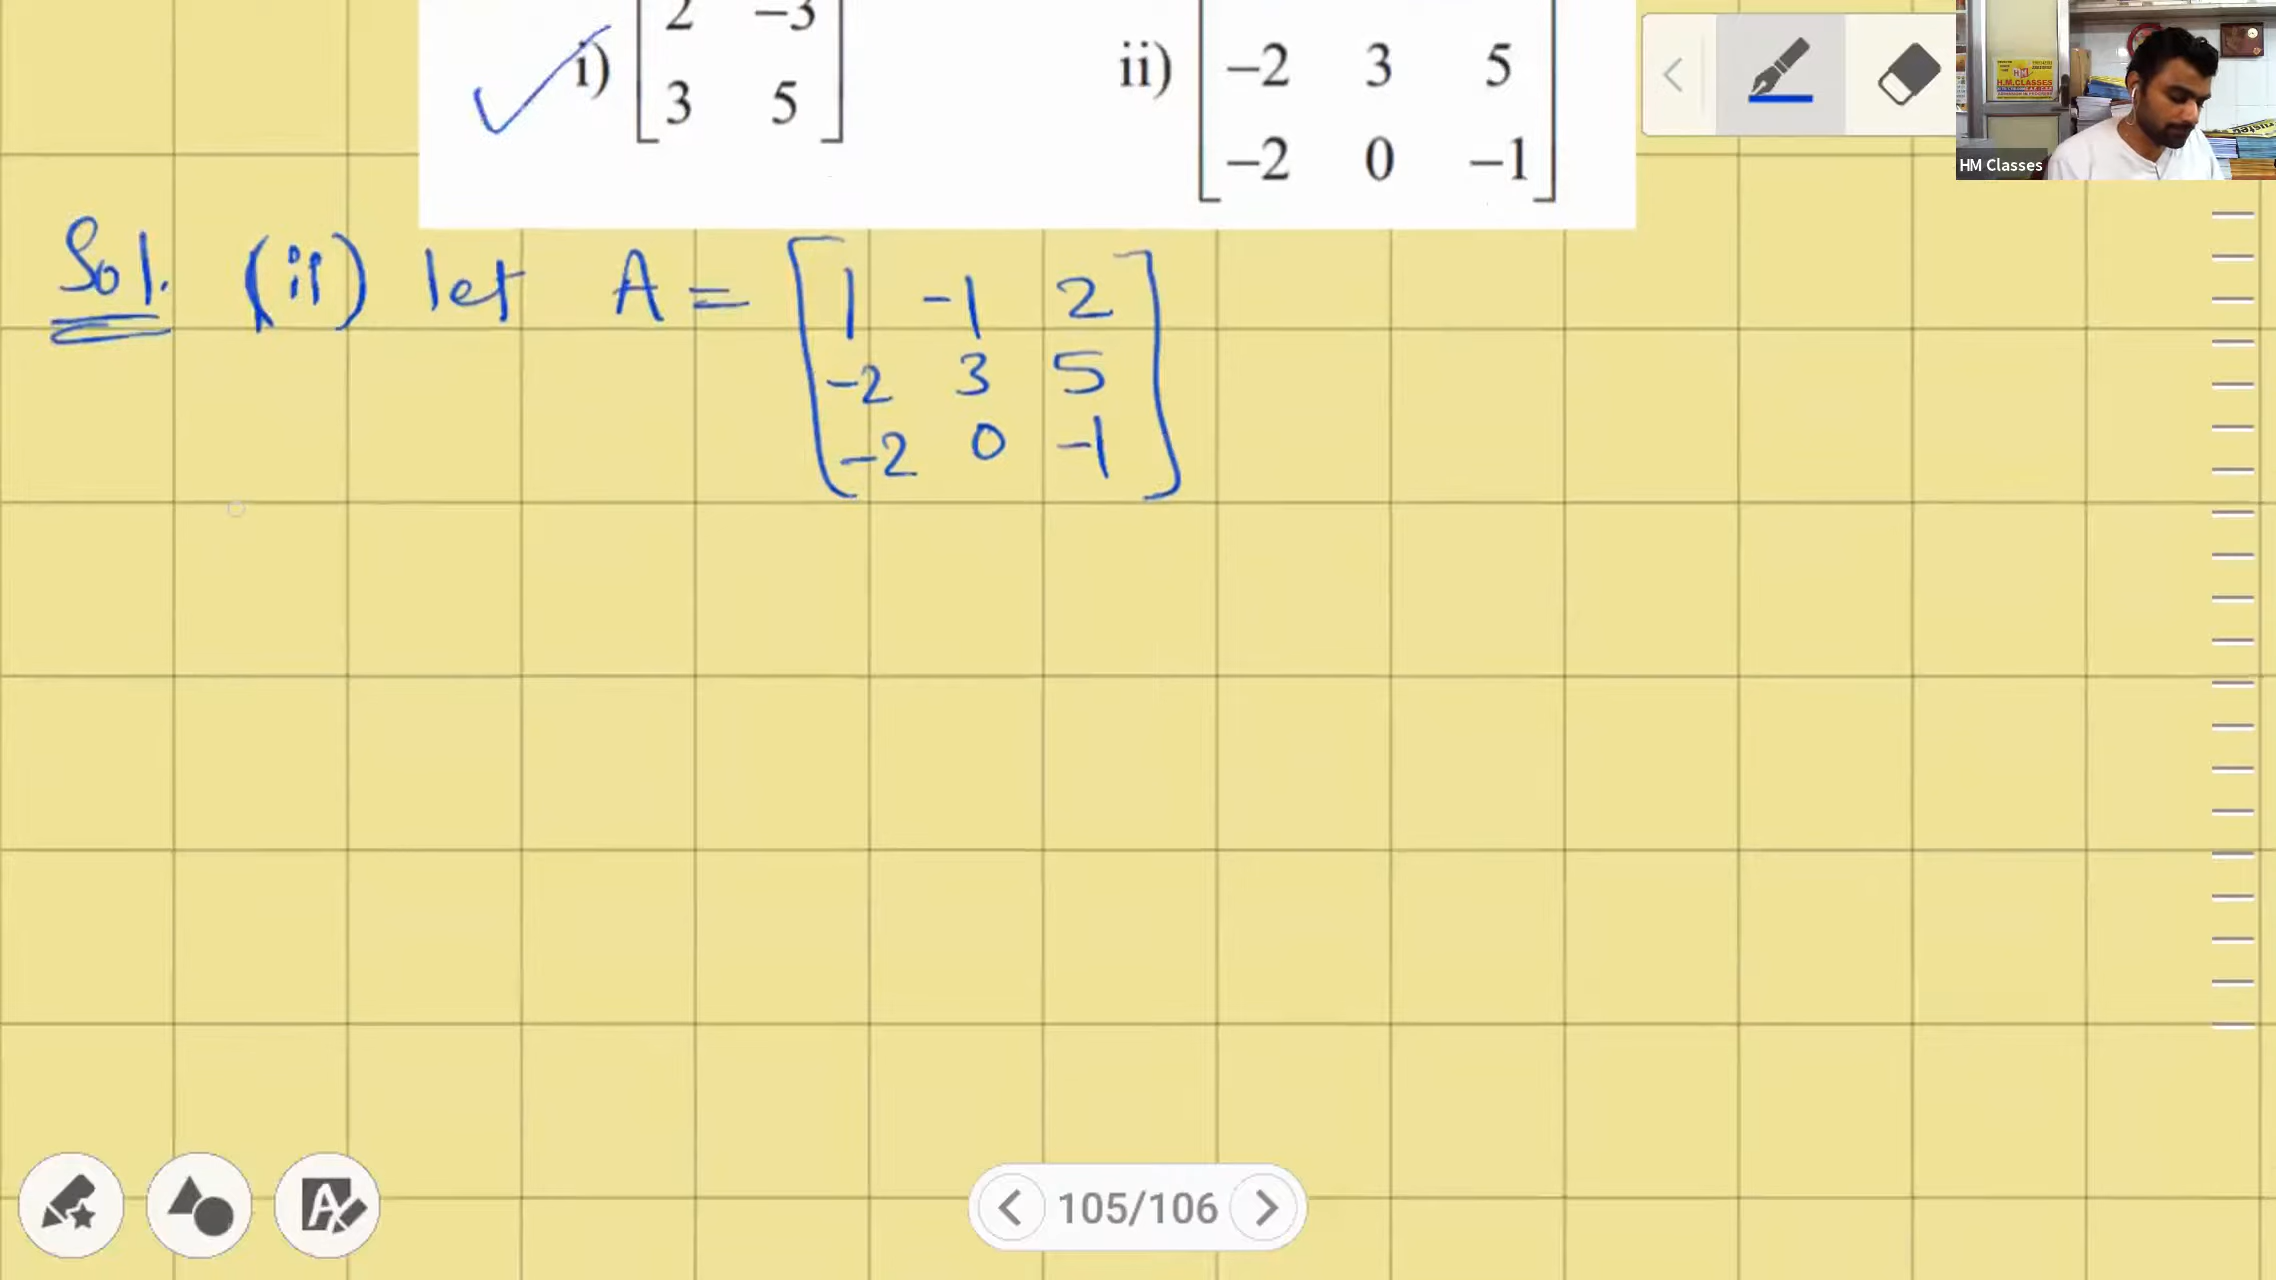 i) [2 -3
3 5]
ii) [-2 3 5
-2 0 -1]
HM Classes
H.M.CLASSES
Sol. (ii) let A = [1 -1 2
-2 3 5
-2 0 -1]
105/106